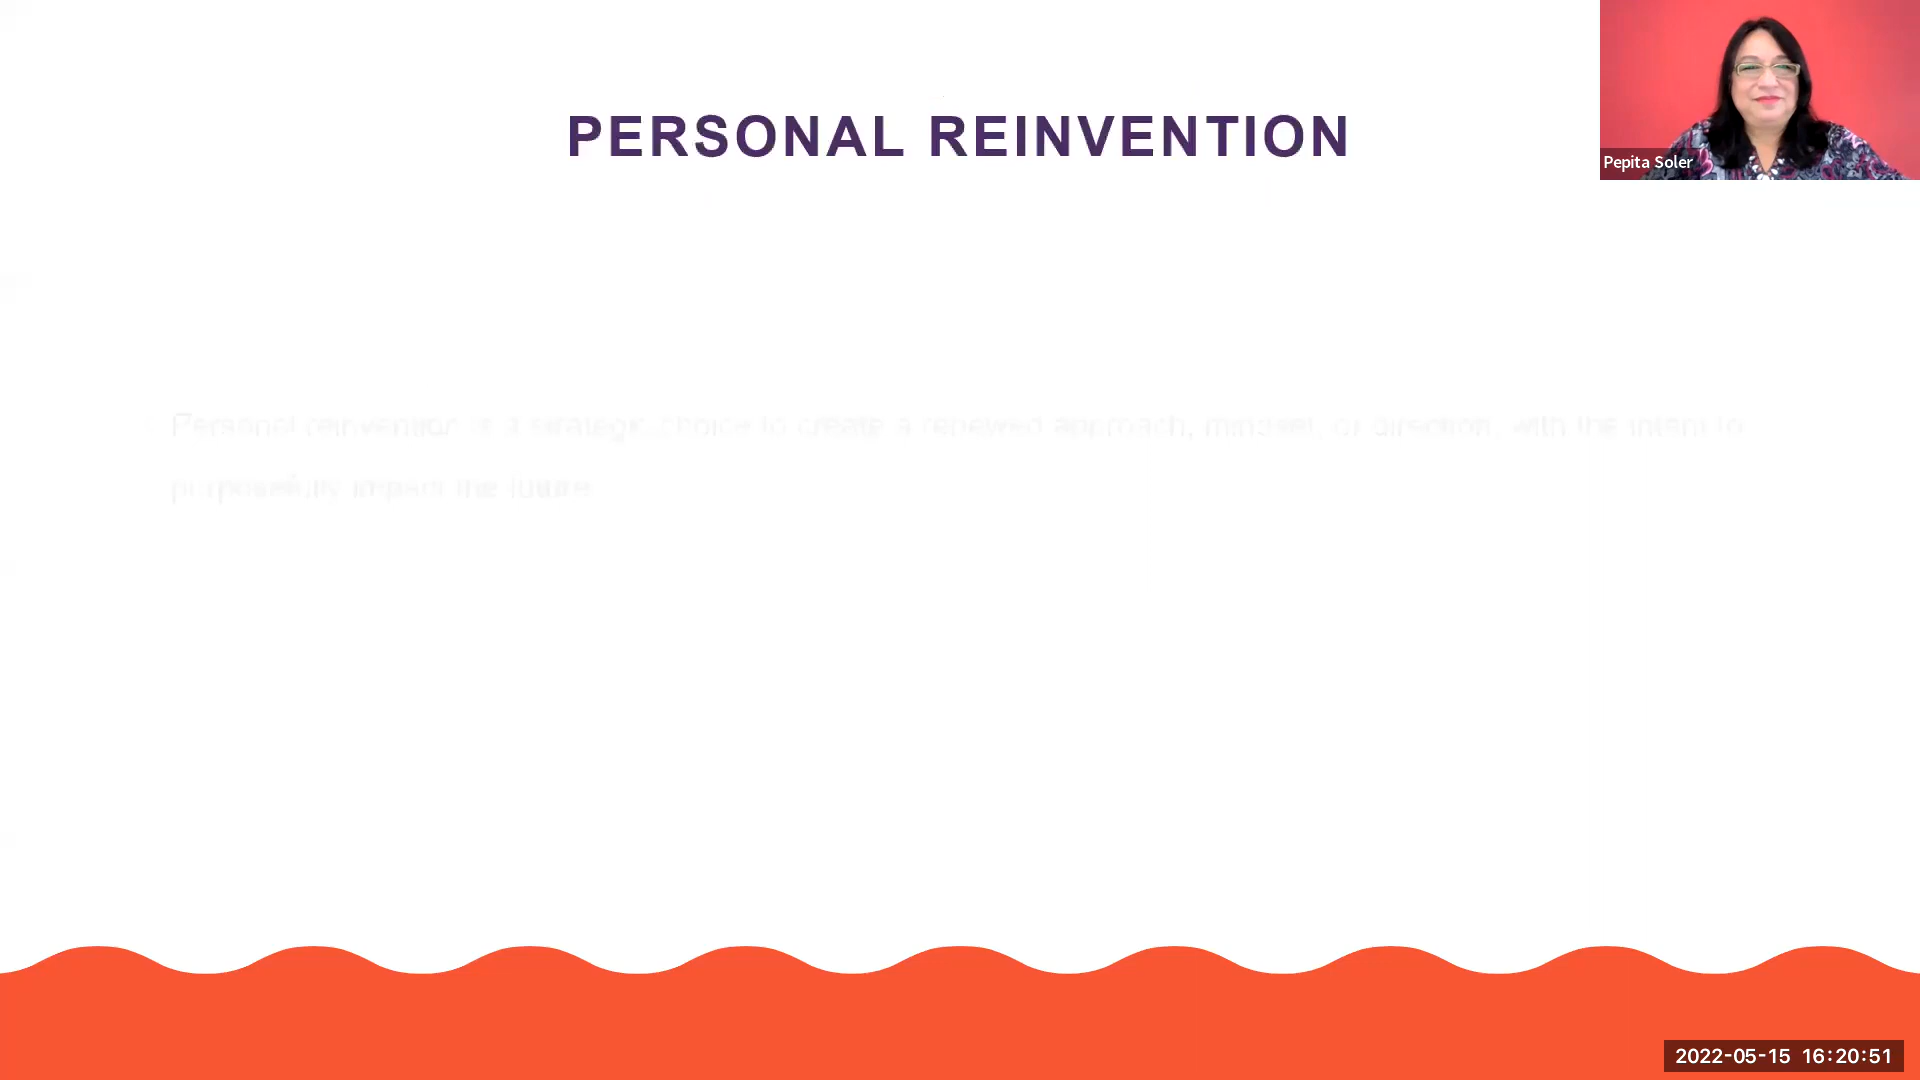 PERSONAL REINVENTION
Pepita Soler
Personal reinvention is a strategic choice to create a renewed approach, mindset, or direction, with the intent to
purposefully impact the future
2022-05-15 16:20:51